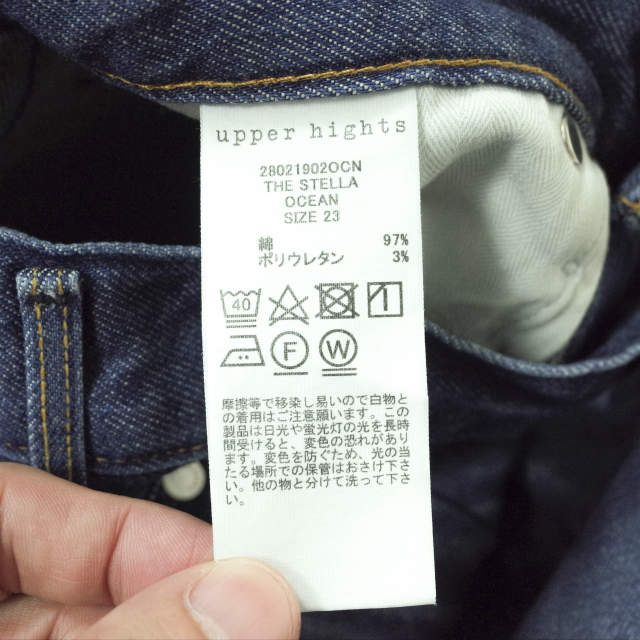 upper hights
28021902OCN
THE STELLA
OCEAN
SIZE 23
綿 97%
ポリウレタン 3%
40
F W
摩擦等で移染し易いので白物と
の着用はご注意願います。この
製品は日光や蛍光灯の光を長時
間受けると、変色の恐れがあり
ます。変色を防ぐため、光の当
たる場所での保管はおさけ下さ
い。他の物と分けて洗って下さ
い。